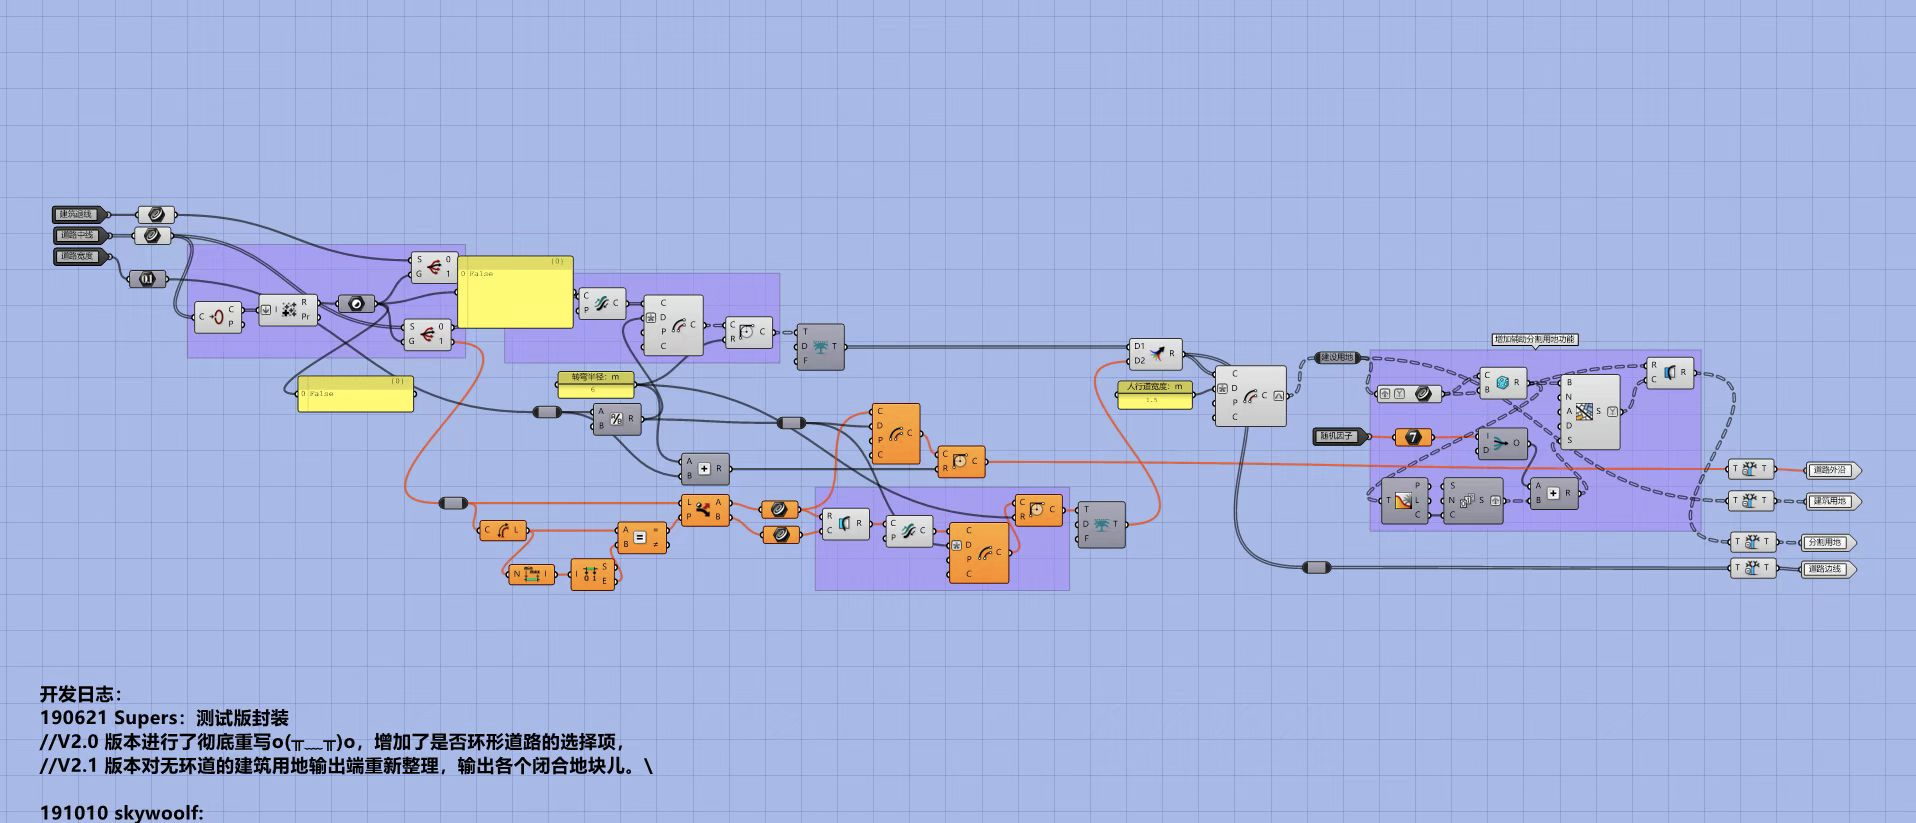 建筑退线
道路中线
道路宽度
S 0
G 1
{0}
0 False
C C
P
I R
Pr
S 0
G 1
{0}
0 False
C C
P
C
D
P C
C
C C
R
T
D T
F
转弯半径：m
6
A R
B
A R
B
C
D
P C
C
C C
R
L A
P B
C L
A =
B ≠
N I
I S
E
R R
C
C C
P
C
D
P C
C
C C
R
T
D T
F
D1 R
D2
人行道宽度：m
1.5
C
D
P C
C
建设用地
增加辅助分割用地功能
C R
B
B
N
A S
D
S
R R
C
随机因子
7
I O
D
P
T L
C
S
N S
C
A R
B
T T
道路外沿
T T
建筑用地
T T
分割用地
T T
道路边线
开发日志：
190621 Supers：测试版封装
//V2.0 版本进行了彻底重写o(╥﹏╥)o，增加了是否环形道路的选择项，
//V2.1 版本对无环道的建筑用地输出端重新整理，输出各个闭合地块儿。\
191010 skywoolf: